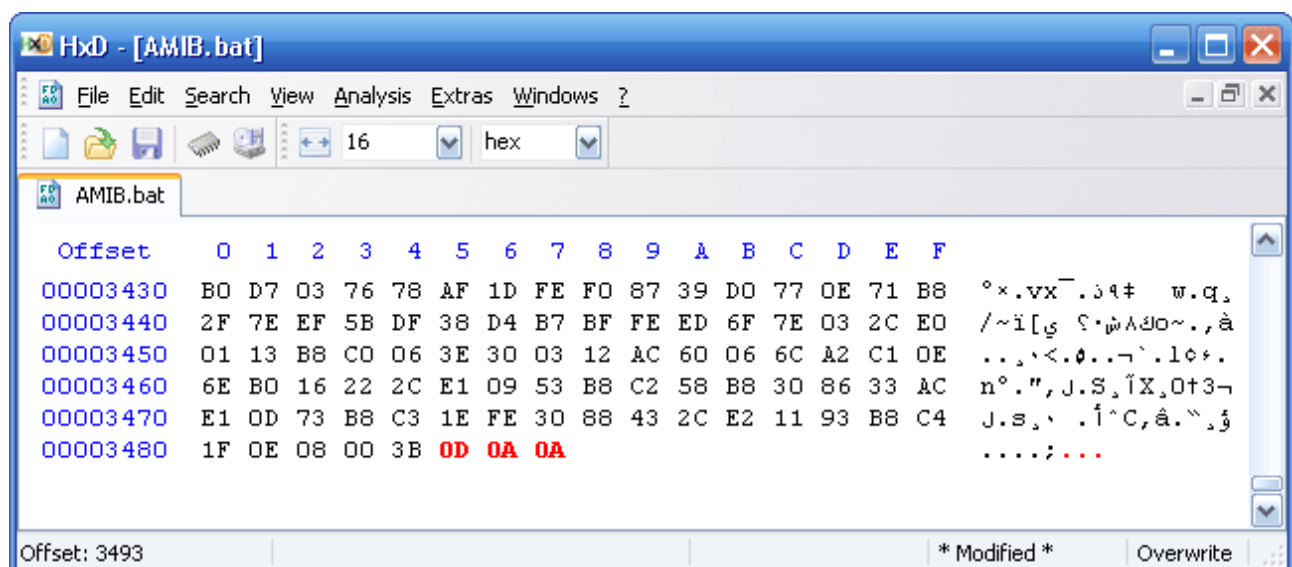 HxD - [AMIB.bat]
File Edit Search View Analysis Extras Windows ?
16 hex
AMIB.bat
Offset 0 1 2 3 4 5 6 7 8 9 A B C D E F
00003430 B0 D7 03 76 78 AF 1D FE F0 87 39 D0 77 0E 71 B8
00003440 2F 7E EF 5B DF 38 D4 B7 BF FE ED 6F 7E 03 2C E0
00003450 01 13 B8 C0 06 3E 30 03 12 AC 60 06 6C A2 C1 0E
00003460 6E B0 16 22 2C E1 09 53 B8 C2 58 B8 30 86 33 AC
00003470 E1 0D 73 B8 C3 1E FE 30 88 43 2C E2 11 93 B8 C4
00003480 1F 0E 08 00 3B 0D 0A 0A ....;...
Offset: 3493 * Modified * Overwrite